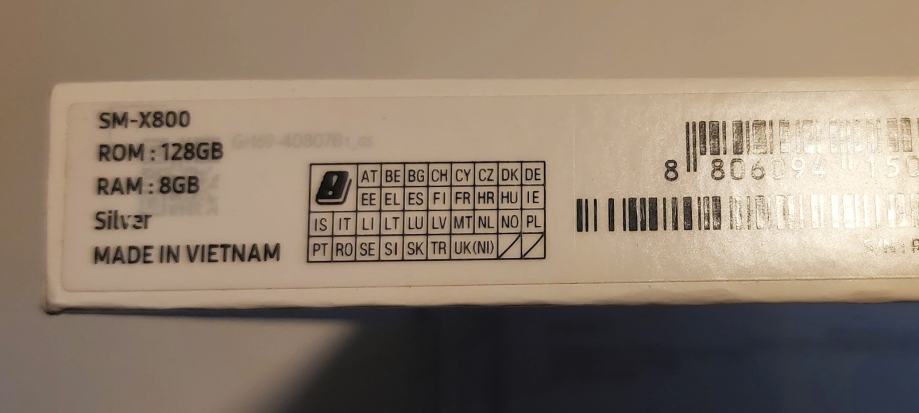 SM-X800
ROM : 128GB
RAM : 8GB
Silver
MADE IN VIETNAM
AT BE BG CH CY CZ DK DE
EE EL ES FI FR HR HU IE
IS IT LI LT LU LV MT NL NO PL
PT RO SE SI SK TR UK(NI)
8 806094 150